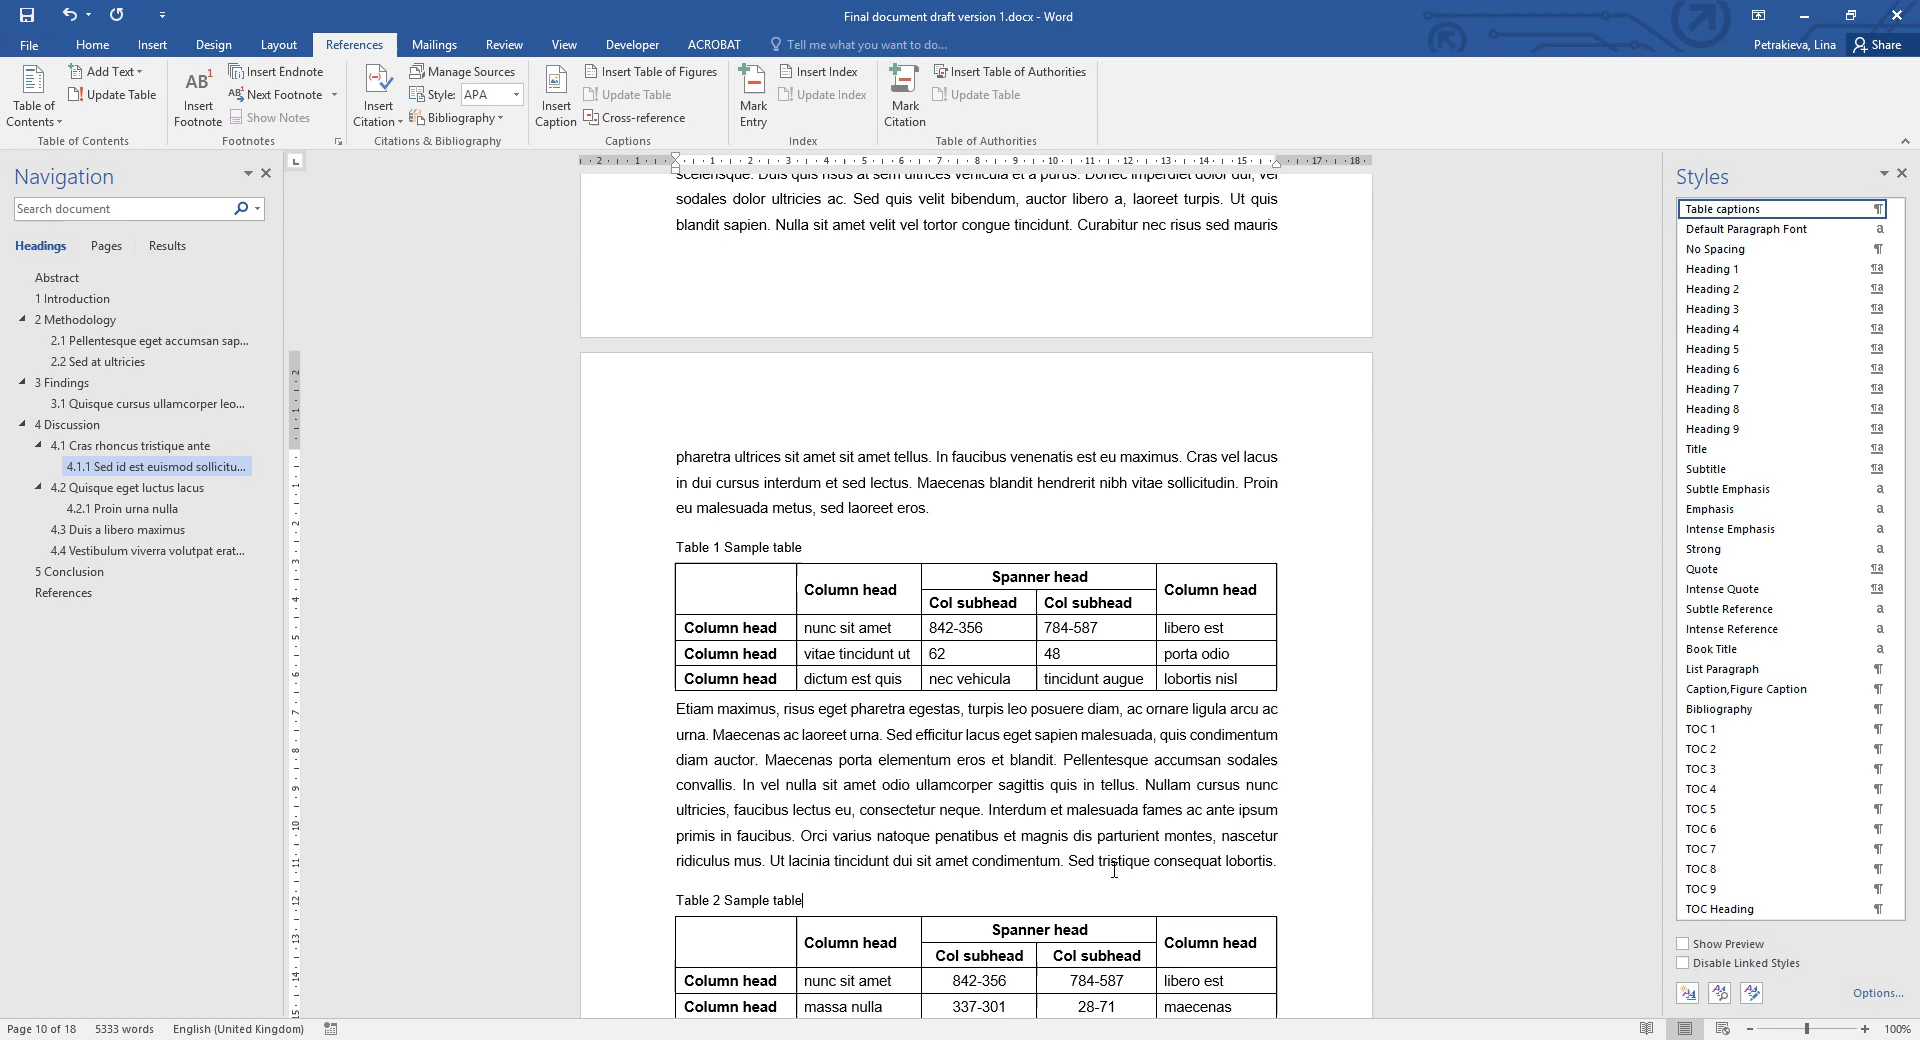 Final document draft version 1.docx - Word
File Home Insert Design Layout References Mailings Review View Developer ACROBAT Tell me what you want to do... Petrakieva, Lina Share
Table of Contents
Add Text
Update Table
Table of Contents
AB1
Insert Footnote
Insert Endnote
Next Footnote
Show Notes
Footnotes
Insert Citation
Manage Sources
Style: APA
Bibliography
Citations & Bibliography
Insert Caption
Insert Table of Figures
Update Table
Cross-reference
Captions
Mark Entry
Insert Index
Update Index
Index
Mark Citation
Insert Table of Authorities
Update Table
Table of Authorities
Navigation
Search document
Headings Pages Results
Abstract
1 Introduction
2 Methodology
2.1 Pellentesque eget accumsan sap...
2.2 Sed at ultricies
3 Findings
3.1 Quisque cursus ullamcorper leo...
4 Discussion
4.1 Cras rhoncus tristique ante
4.1.1 Sed id est euismod sollicitu...
4.2 Quisque eget luctus lacus
4.2.1 Proin urna nulla
4.3 Duis a libero maximus
4.4 Vestibulum viverra volutpat erat...
5 Conclusion
References
scelerisque. Duis quis risus at sem ultrices vehicula et a purus. Donec imperdiet dolor dui, vel
sodales dolor ultricies ac. Sed quis velit bibendum, auctor libero a, laoreet turpis. Ut quis
blandit sapien. Nulla sit amet velit vel tortor congue tincidunt. Curabitur nec risus sed mauris
pharetra ultrices sit amet sit amet tellus. In faucibus venenatis est eu maximus. Cras vel lacus
in dui cursus interdum et sed lectus. Maecenas blandit hendrerit nibh vitae sollicitudin. Proin
eu malesuada metus, sed laoreet eros.
Table 1 Sample table
Column head Spanner head Column head
Col subhead Col subhead
Column head nunc sit amet 842-356 784-587 libero est
Column head vitae tincidunt ut 62 48 porta odio
Column head dictum est quis nec vehicula tincidunt augue lobortis nisl
Etiam maximus, risus eget pharetra egestas, turpis leo posuere diam, ac ornare ligula arcu ac
urna. Maecenas ac laoreet urna. Sed efficitur lacus eget sapien malesuada, quis condimentum
diam auctor. Maecenas porta elementum eros et blandit. Pellentesque accumsan sodales
convallis. In vel nulla sit amet odio ullamcorper sagittis quis in tellus. Nullam cursus nunc
ultricies, faucibus lectus eu, consectetur neque. Interdum et malesuada fames ac ante ipsum
primis in faucibus. Orci varius natoque penatibus et magnis dis parturient montes, nascetur
ridiculus mus. Ut lacinia tincidunt dui sit amet condimentum. Sed tristique consequat lobortis.
Table 2 Sample table
Column head Spanner head Column head
Col subhead Col subhead
Column head nunc sit amet 842-356 784-587 libero est
Column head massa nulla 337-301 28-71 maecenas
Styles
Table captions
Default Paragraph Font
No Spacing
Heading 1
Heading 2
Heading 3
Heading 4
Heading 5
Heading 6
Heading 7
Heading 8
Heading 9
Title
Subtitle
Subtle Emphasis
Emphasis
Intense Emphasis
Strong
Quote
Intense Quote
Subtle Reference
Intense Reference
Book Title
List Paragraph
Caption,Figure Caption
Bibliography
TOC 1
TOC 2
TOC 3
TOC 4
TOC 5
TOC 6
TOC 7
TOC 8
TOC 9
TOC Heading
Show Preview
Disable Linked Styles
Options...
Page 10 of 18 5333 words English (United Kingdom) 100%